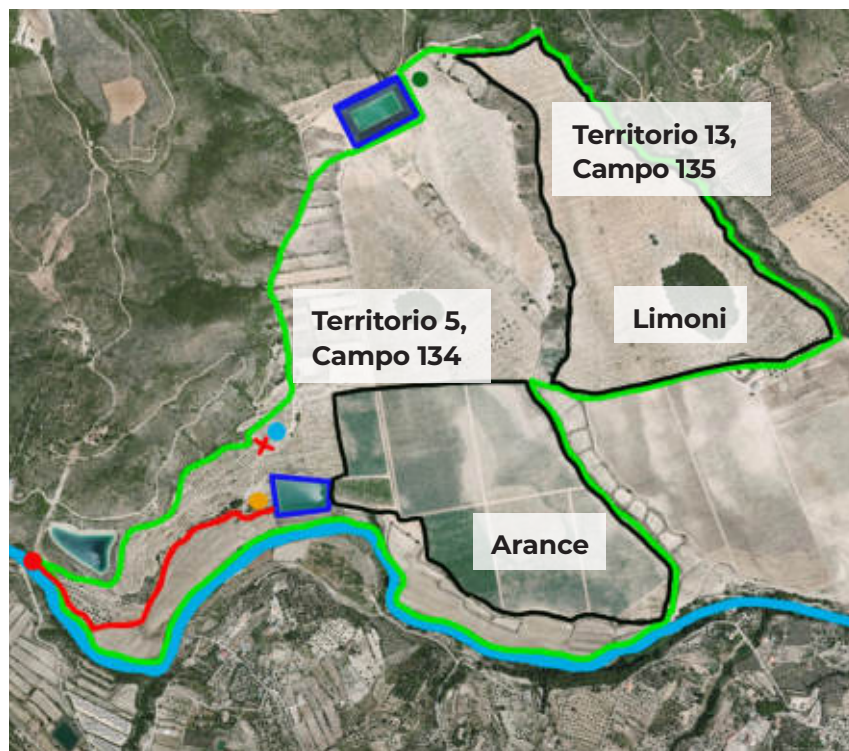 Territorio 13,
Campo 135
Limoni
Territorio 5,
Campo 134
Arance